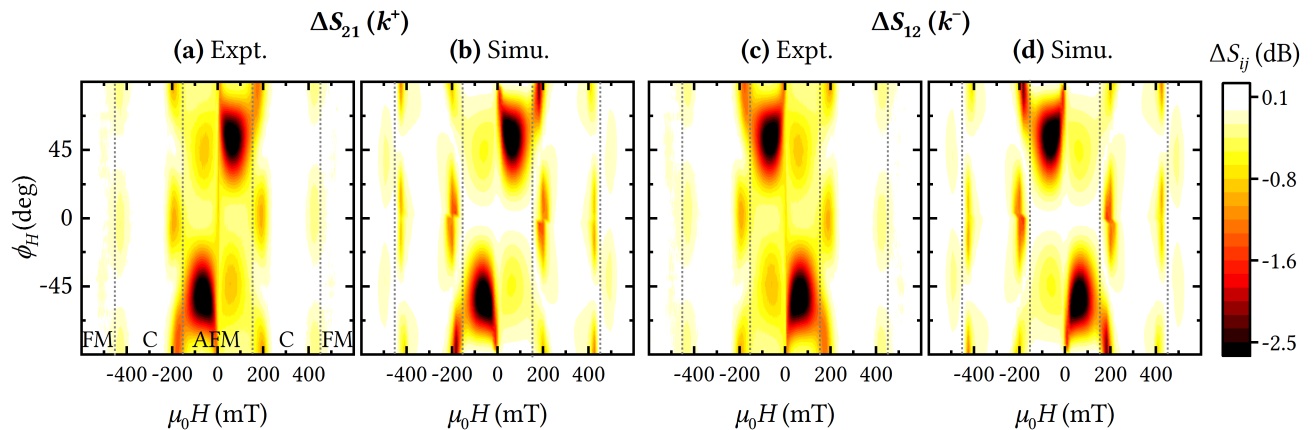 ΔS₂₁ (k⁺) ΔS₁₂ (k⁻)
(a) Expt. (b) Simu. (c) Expt. (d) Simu. ΔSᵢⱼ (dB)
0.1
45
-0.8
ϕ_H (deg)
0
-1.6
-45
FM C AFM C FM
-2.5
-400 -200 0 200 400 -400 -200 0 200 400 -400 -200 0 200 400 -400 -200 0 200 400
μ₀H (mT) μ₀H (mT) μ₀H (mT) μ₀H (mT)